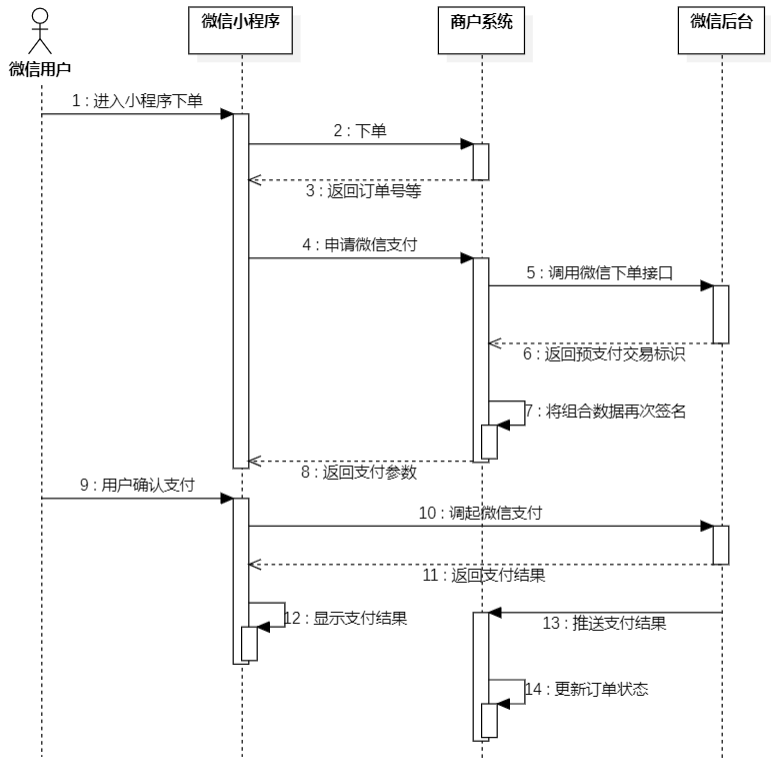 微信用户
微信小程序
商户系统
微信后台
1 : 进入小程序下单
2 : 下单
3 : 返回订单号等
4 : 申请微信支付
5 : 调用微信下单接口
6 : 返回预支付交易标识
7 : 将组合数据再次签名
8 : 返回支付参数
9 : 用户确认支付
10 : 调起微信支付
11 : 返回支付结果
12 : 显示支付结果
13 : 推送支付结果
14 : 更新订单状态